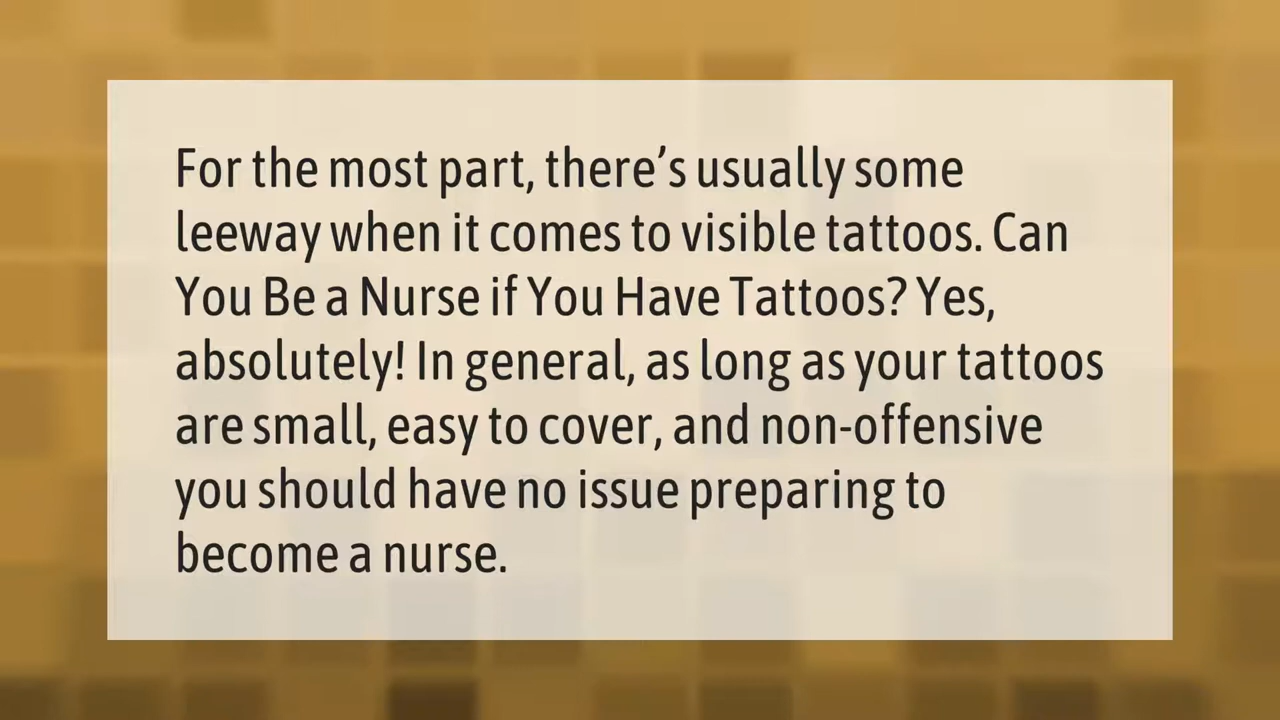 For the most part, there’s usually some
leeway when it comes to visible tattoos. Can
You Be a Nurse if You Have Tattoos? Yes,
absolutely! In general, as long as your tattoos
are small, easy to cover, and non-offensive
you should have no issue preparing to
become a nurse.